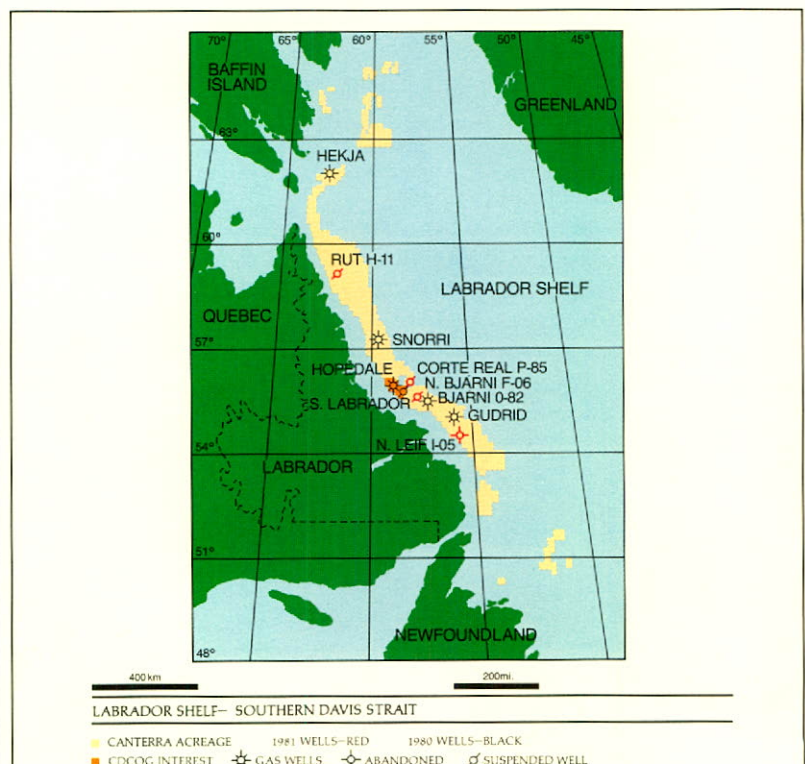 70° 65° 60° 55° 50° 45°
BAFFIN
ISLAND
GREENLAND
63°
HEKJA
60°
RUT H-11
LABRADOR SHELF
QUEBEC
SNORRI
57°
HOPEDALE CORTE REAL P-85
N. BJARNI F-06
S. LABRADOR BJARNI 0-82
GUDRID
N. LEIF I-05
54°
LABRADOR
51°
NEWFOUNDLAND
48°
400 km 200mi.
LABRADOR SHELF– SOUTHERN DAVIS STRAIT
CANTERRA ACREAGE 1981 WELLS–RED 1980 WELLS–BLACK
CDCOG INTEREST GAS WELLS ABANDONED SUSPENDED WELL